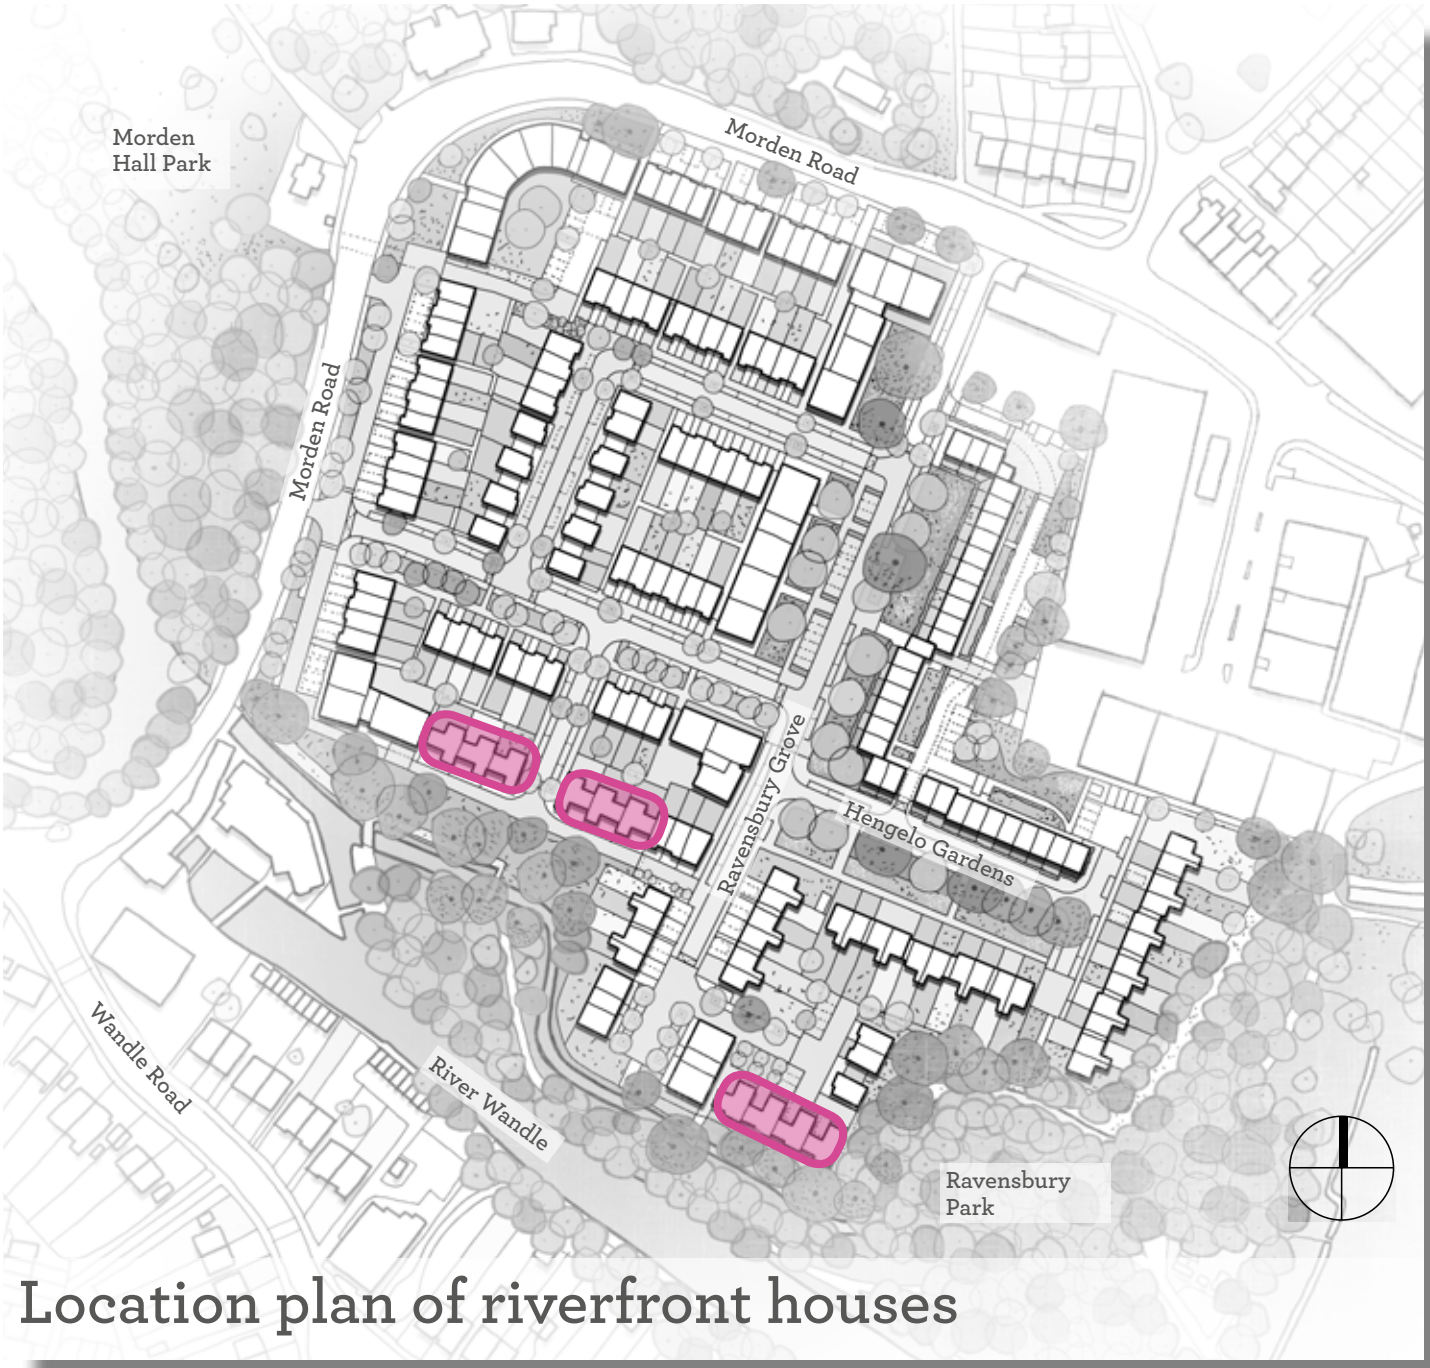 Morden
Hall Park
Morden Road
Morden Road
Ravensbury Grove
Hengelo Gardens
Wandle Road
River Wandle
Ravensbury
Park
Location plan of riverfront houses